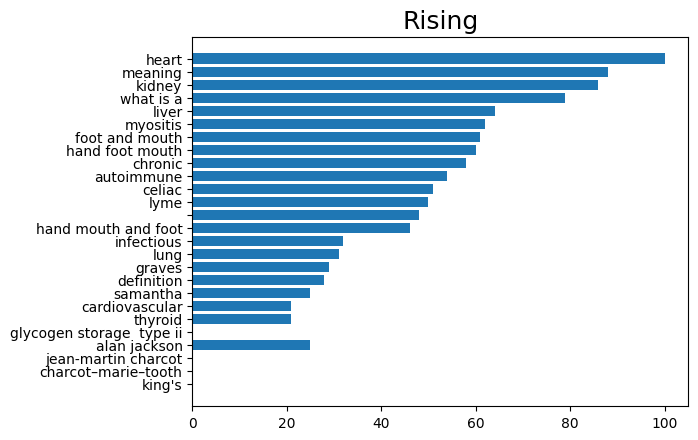 Rising
heart
meaning
kidney
what is a
liver
myositis
foot and mouth
hand foot mouth
chronic
autoimmune
celiac
lyme
hand mouth and foot
infectious
lung
graves
definition
samantha
cardiovascular
thyroid
glycogen storage  type ii
alan jackson
jean-martin charcot
charcot–marie–tooth
king's
0 20 40 60 80 100